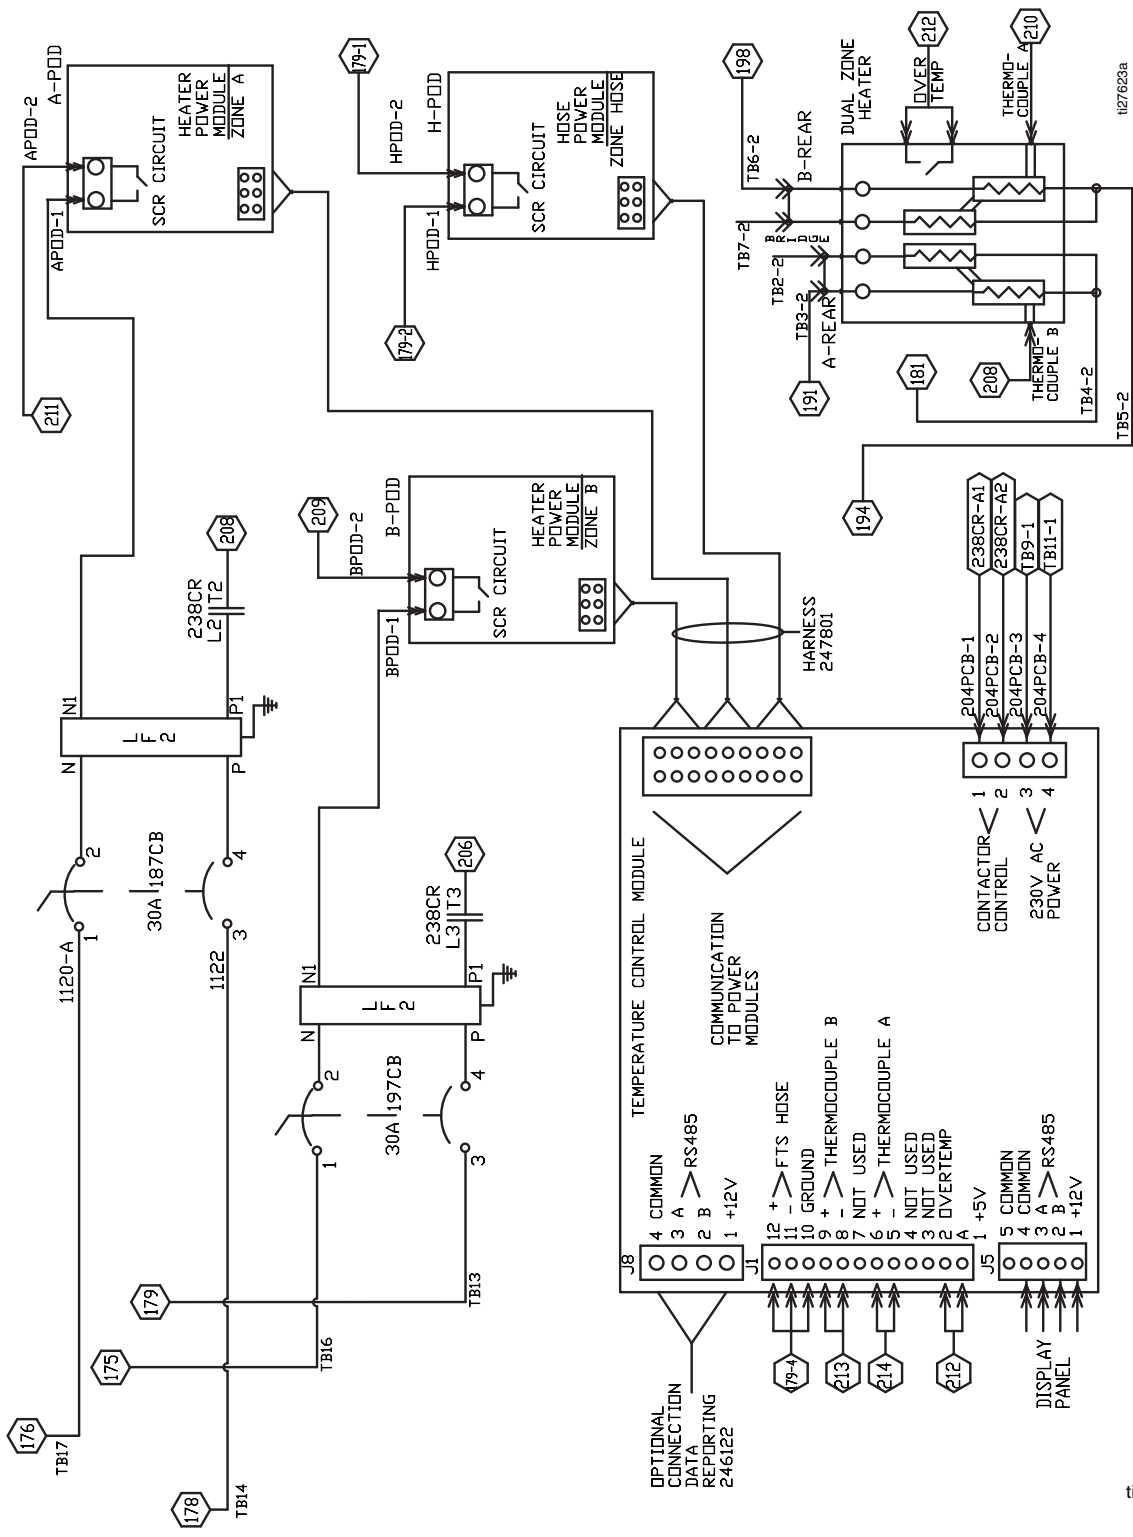 211
APOD-2
APOD-1
A-POD
HEATER
POWER
MODULE
ZONE A
SCR CIRCUIT
179-1
179-2
HPOD-2
HPOD-1
H-POD
HOSE
POWER
MODULE
ZONE HOSE
SCR CIRCUIT
198
TB6-2
TB7-2
BRIDGE
TB2-2
TB3-2
B-REAR
A-REAR
191
DUAL ZONE
HEATER
OVER
TEMP
212
THERMO-
COUPLE A
210
181
208
THERMO-
COUPLE B
TB4-2
TB5-2
194
ti27623a
209
BPOD-2
BPOD-1
B-POD
HEATER
POWER
MODULE
ZONE B
SCR CIRCUIT
HARNESS
247801
208
238CR
L2 T2
N1
P1
LF2
N
P
2
4
30A 187CB
1
3
1120-A
1122
206
238CR
L3 T3
N1
P1
LF2
N
P
2
4
30A 197CB
1
3
176
TB17
175
TB16
179
TB13
178
TB14
TEMPERATURE CONTROL MODULE
COMMUNICATION
TO POWER
MODULES
238CR-A1
238CR-A2
TB9-1
TB11-1
204PCB-1
204PCB-2
204PCB-3
204PCB-4
1
2
3
4
CONTACTOR
CONTROL
230V AC
POWER
J8
4 COMMON
3 A
RS485
2 B
1 +12V
J1
12 +
FTS HOSE
11 -
10 GROUND
9 +
THERMOCOUPLE B
8 -
7 NOT USED
6 +
THERMOCOUPLE A
5 -
4 NOT USED
3 NOT USED
2 OVERTEMP
A
1 +5V
J5
5 COMMON
4 COMMON
3 A
RS485
2 B
1 +12V
OPTIONAL
CONNECTION
DATA
REPORTING
246122
179-4
213
214
212
DISPLAY
PANEL
ti